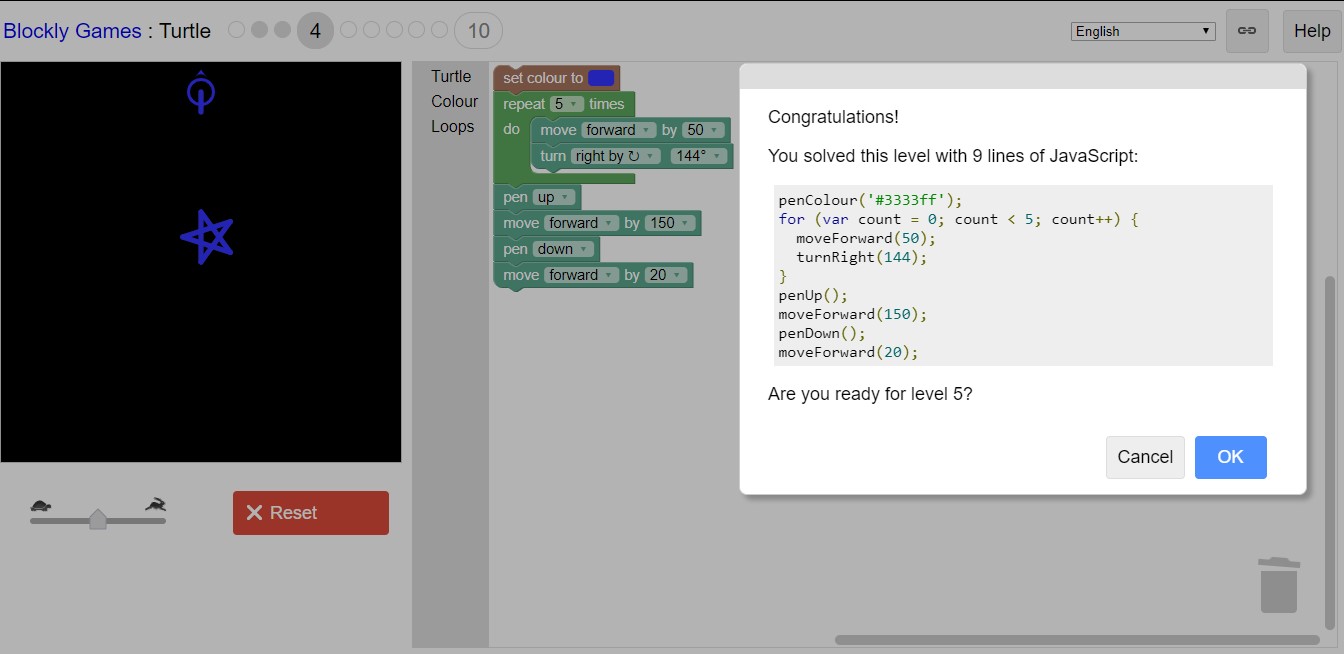 Blockly Games : Turtle 4 10 English Help
Turtle
Colour
Loops
set colour to
repeat 5 times
do move forward by 50
turn right by ↻ 144°
pen up
move forward by 150
pen down
move forward by 20
Congratulations!
You solved this level with 9 lines of JavaScript:
penColour('#3333ff');
for (var count = 0; count < 5; count++) {
  moveForward(50);
  turnRight(144);
}
penUp();
moveForward(150);
penDown();
moveForward(20);
Are you ready for level 5?
Cancel OK
Reset